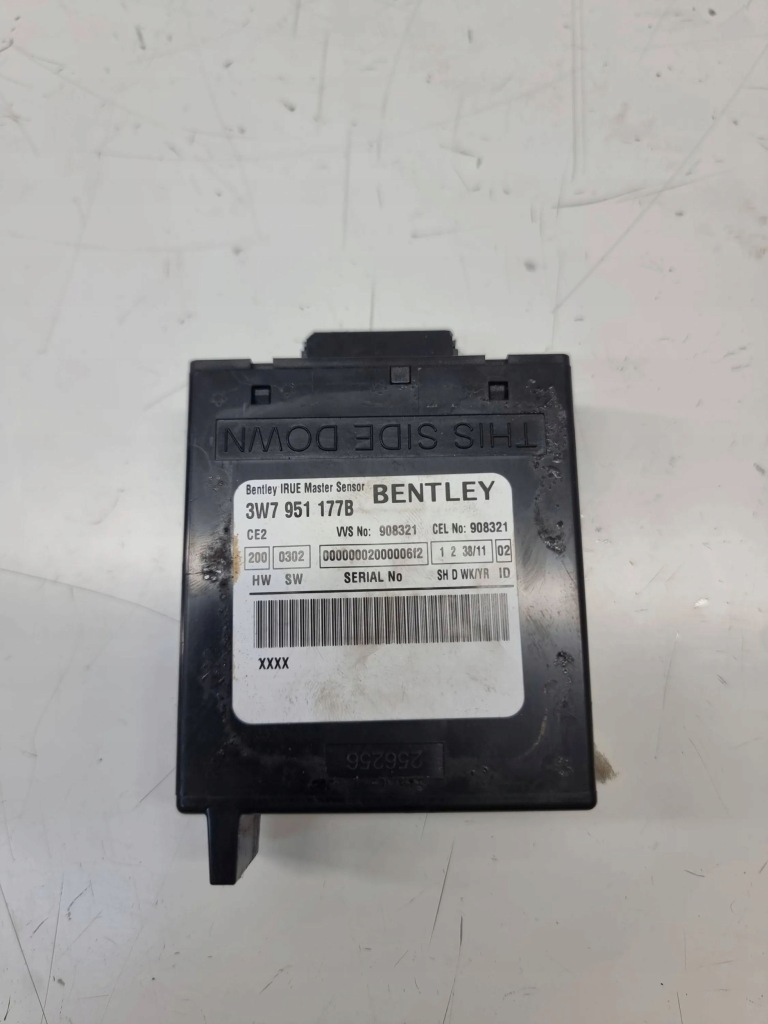 THIS SIDE DOWN
Bentley IRUE Master Sensor BENTLEY
3W7 951 177B
CE2 VVS No: 908321 CEL No: 908321
200 0302 0000000200000612 1 2 38/11 02
HW SW SERIAL No SH D WK/YR ID
XXXX
256256